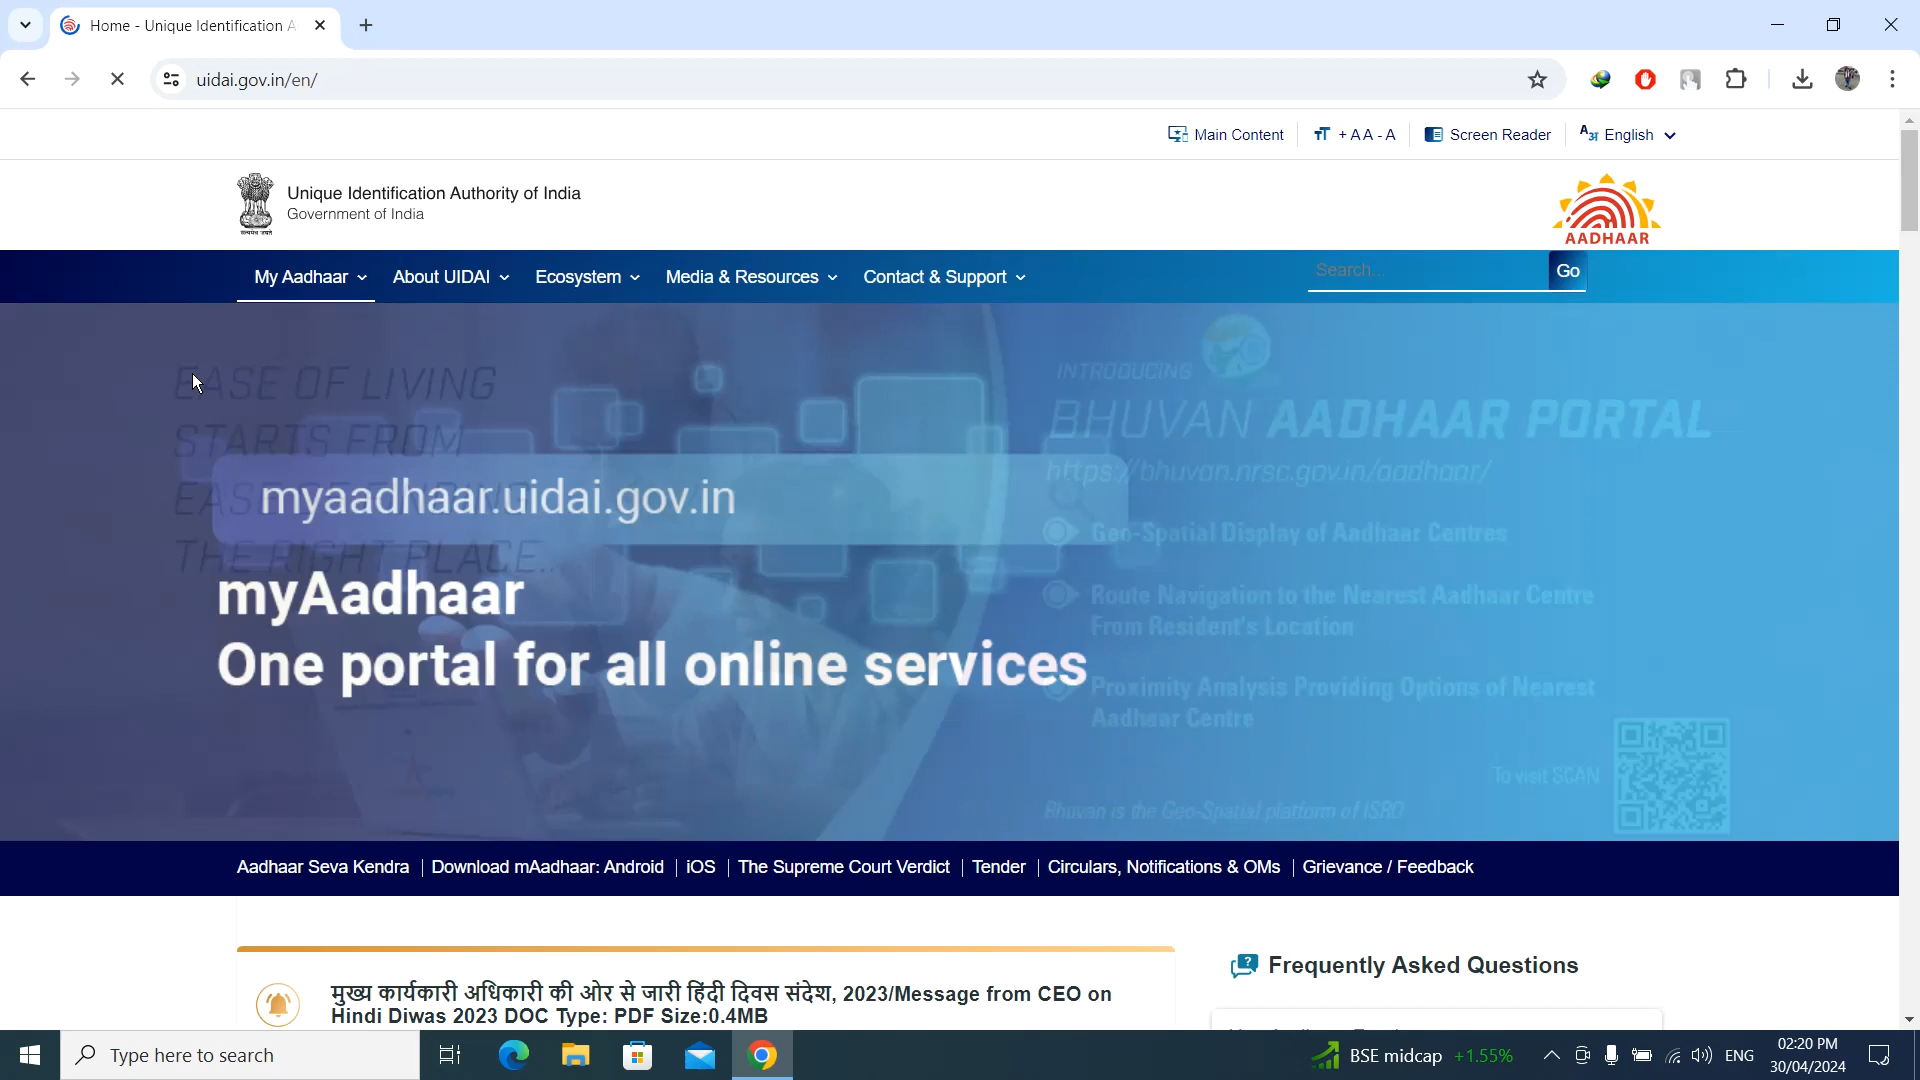 Home - Unique Identification A
uidai.gov.in/en/
Main Content
+ A A - A
Screen Reader
English
Unique Identification Authority of India
Government of India
सत्यमेव जयते
AADHAAR
My Aadhaar
About UIDAI
Ecosystem
Media & Resources
Contact & Support
Search...
Go
EASE OF LIVING
STARTS FROM
THE RIGHT PLACE...
INTRODUCING
BHUVAN AADHAAR PORTAL
https://bhuvan.nrsc.gov.in/aadhaar/
myaadhaar.uidai.gov.in
Geo-Spatial Display of Aadhaar Centres
myAadhaar
One portal for all online services
Route Navigation to the Nearest Aadhaar Centre
From Resident's Location
Proximity Analysis Providing Options of Nearest
Aadhaar Centre
To visit SCAN
Bhuvan is the Geo-Spatial platform of ISRO
Aadhaar Seva Kendra
Download mAadhaar: Android
iOS
The Supreme Court Verdict
Tender
Circulars, Notifications & OMs
Grievance / Feedback
मुख्य कार्यकारी अधिकारी की ओर से जारी हिंदी दिवस संदेश, 2023/Message from CEO on
Hindi Diwas 2023 DOC Type: PDF Size:0.4MB
Frequently Asked Questions
Type here to search
BSE midcap +1.55%
ENG
02:20 PM
30/04/2024